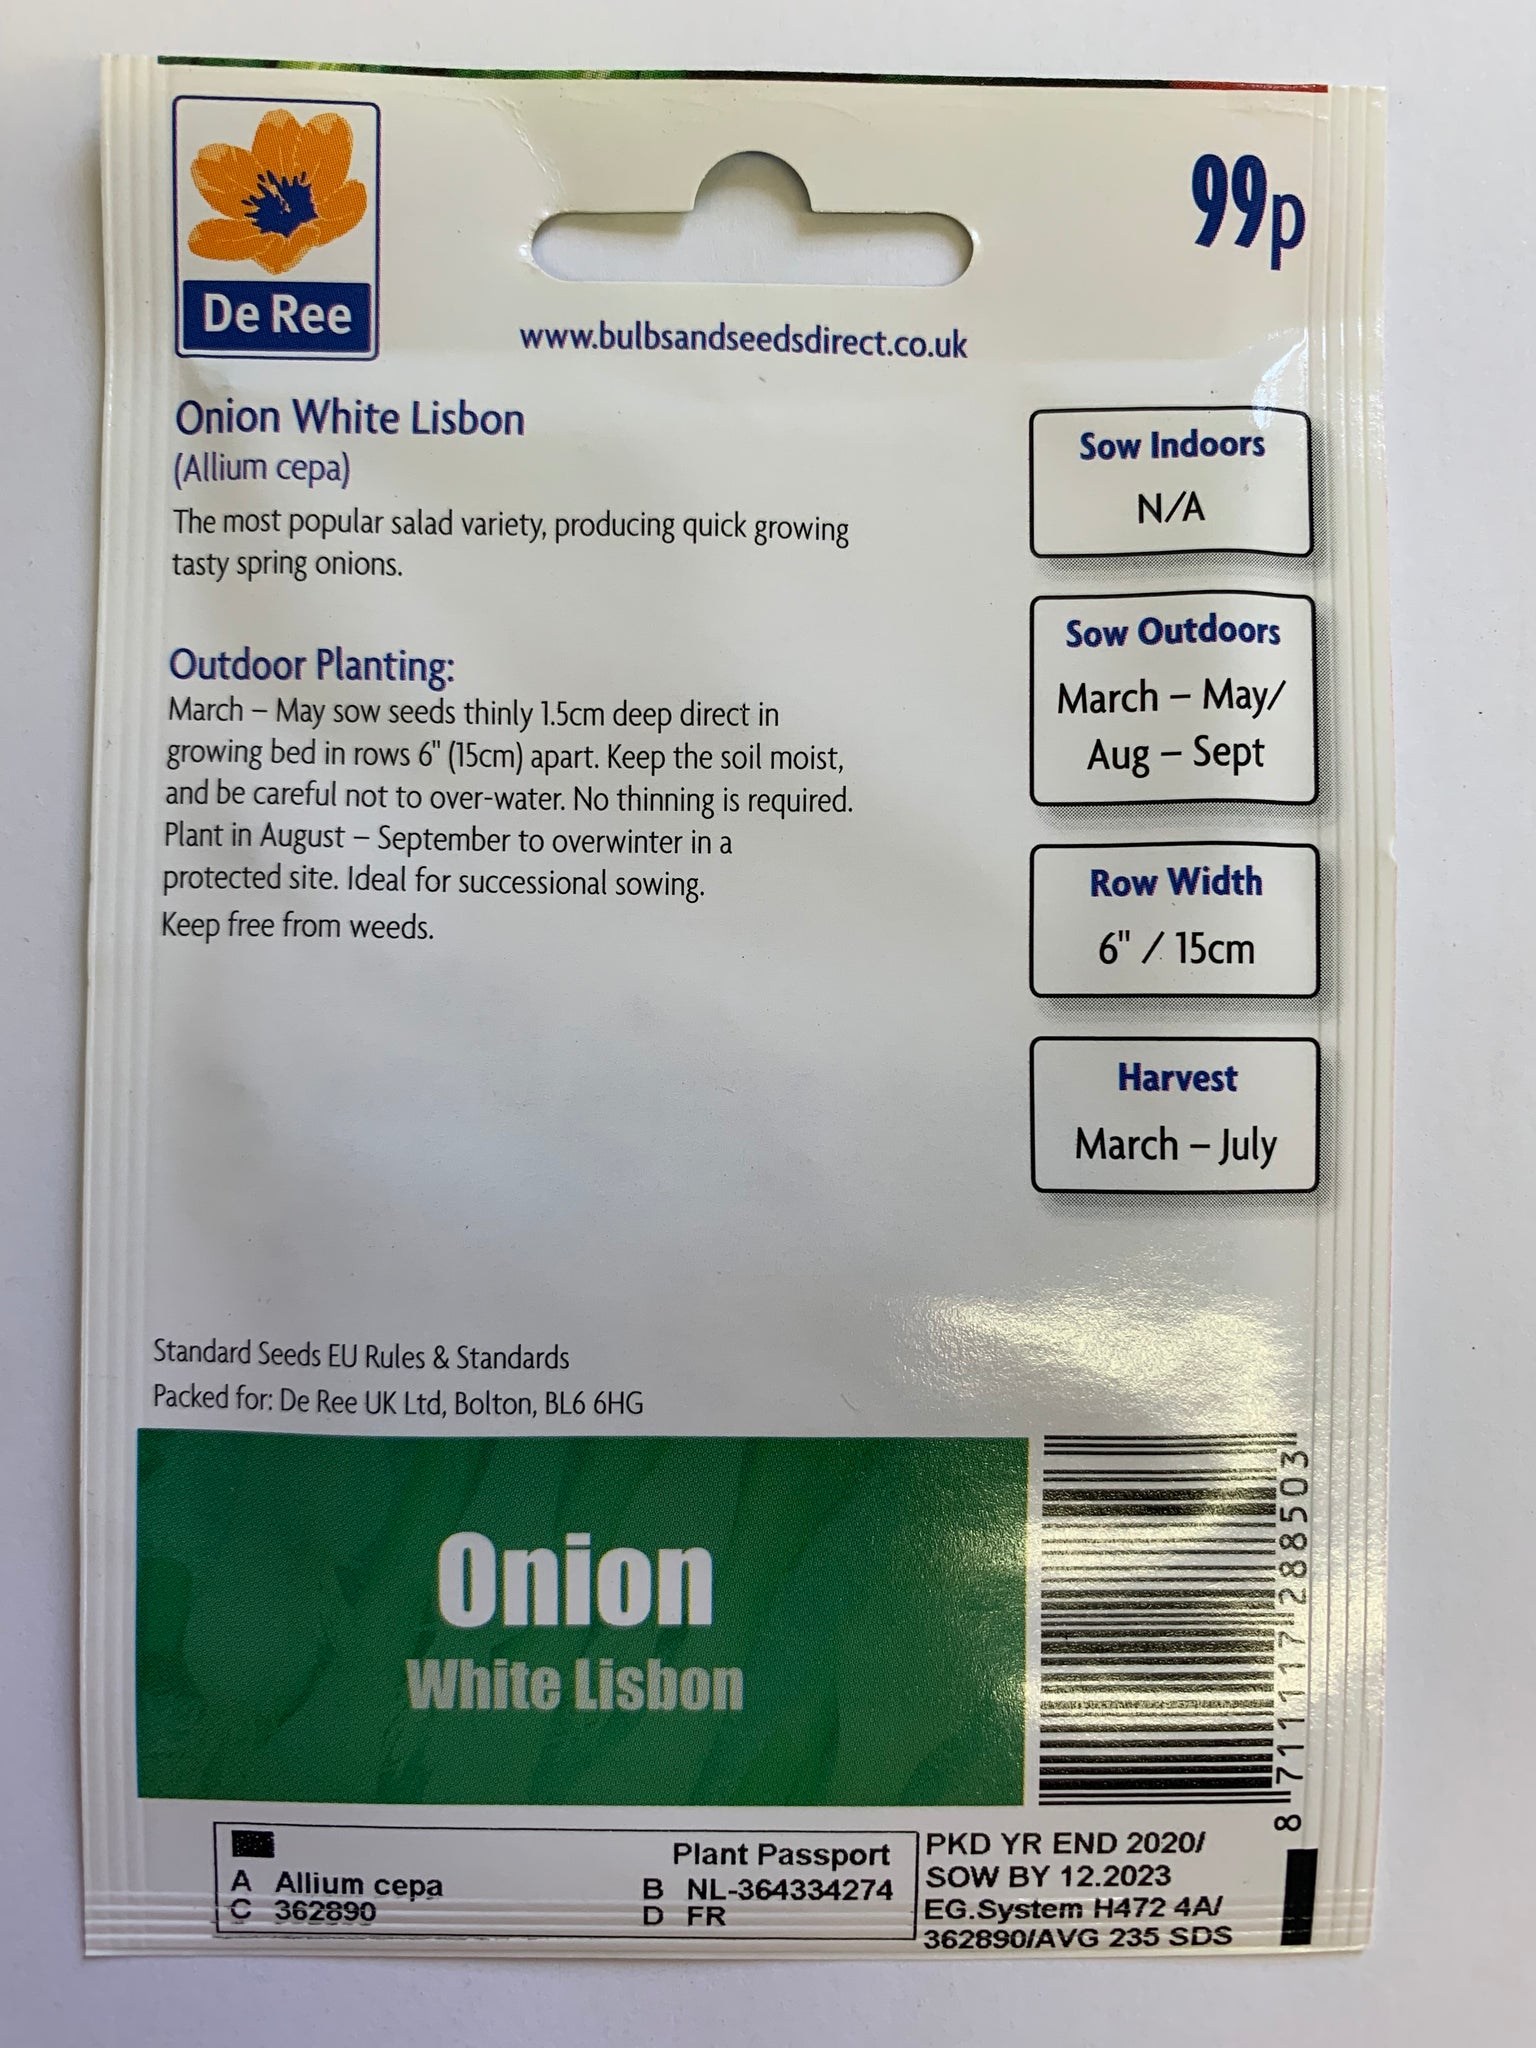 De Ree
99p
www.bulbsandseedsdirect.co.uk
Onion White Lisbon
(Allium cepa)
The most popular salad variety, producing quick growing
tasty spring onions.
Outdoor Planting:
March – May sow seeds thinly 1.5cm deep direct in
growing bed in rows 6" (15cm) apart. Keep the soil moist,
and be careful not to over-water. No thinning is required.
Plant in August – September to overwinter in a
protected site. Ideal for successional sowing.
Keep free from weeds.
Sow Indoors
N/A
Sow Outdoors
March – May/
Aug – Sept
Row Width
6" / 15cm
Harvest
March – July
Standard Seeds EU Rules & Standards
Packed for: De Ree UK Ltd, Bolton, BL6 6HG
Onion
White Lisbon
8 711117 288503
Plant Passport
A Allium cepa B NL-364334274
C 362890 D FR
PKD YR END 2020/
SOW BY 12.2023
EG.System H472 4A/
362890/AVG 235 SDS